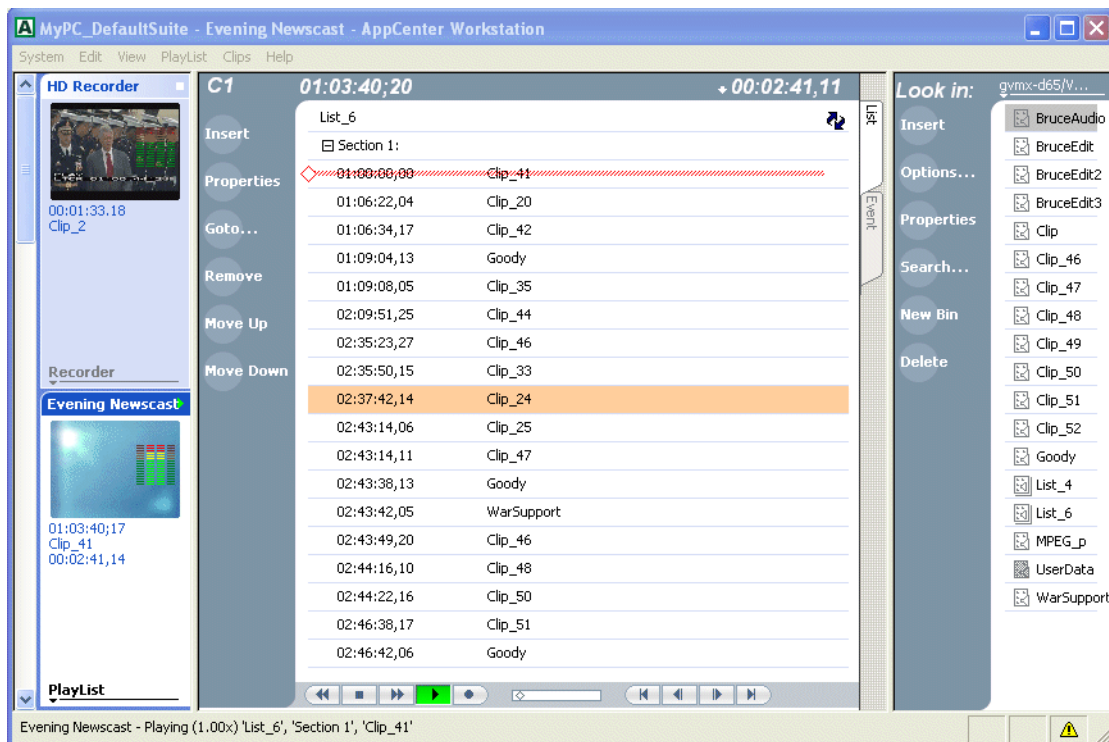 MyPC_DefaultSuite - Evening Newscast - AppCenter Workstation
System Edit View PlayList Clips Help
HD Recorder
00:01:33.18
Clip_2
Recorder
Evening Newscast
01:03:40;17
Clip_41
00:02:41,14
PlayList
C1 01:03:40;20 +00:02:41,11
Insert
Properties
Goto...
Remove
Move Up
Move Down
List_6
Section 1:
01:00:00,00 Clip_41
01:06:22,04 Clip_20
01:06:34,17 Clip_42
01:09:04,13 Goody
01:09:08,05 Clip_35
02:09:51,25 Clip_44
02:35:23,27 Clip_46
02:35:50,15 Clip_33
02:37:42,14 Clip_24
02:43:14,06 Clip_25
02:43:14,11 Clip_47
02:43:38,13 Goody
02:43:42,05 WarSupport
02:43:49,20 Clip_46
02:44:16,10 Clip_48
02:44:22,16 Clip_50
02:46:38,17 Clip_51
02:46:42,06 Goody
List
Event
Look in: gvmx-d65/V...
Insert
Options...
Properties
Search...
New Bin
Delete
BruceAudio
BruceEdit
BruceEdit2
BruceEdit3
Clip
Clip_46
Clip_47
Clip_48
Clip_49
Clip_50
Clip_51
Clip_52
Goody
List_4
List_6
MPEG_p
UserData
WarSupport
Evening Newscast - Playing (1.00x) 'List_6', 'Section 1', 'Clip_41'